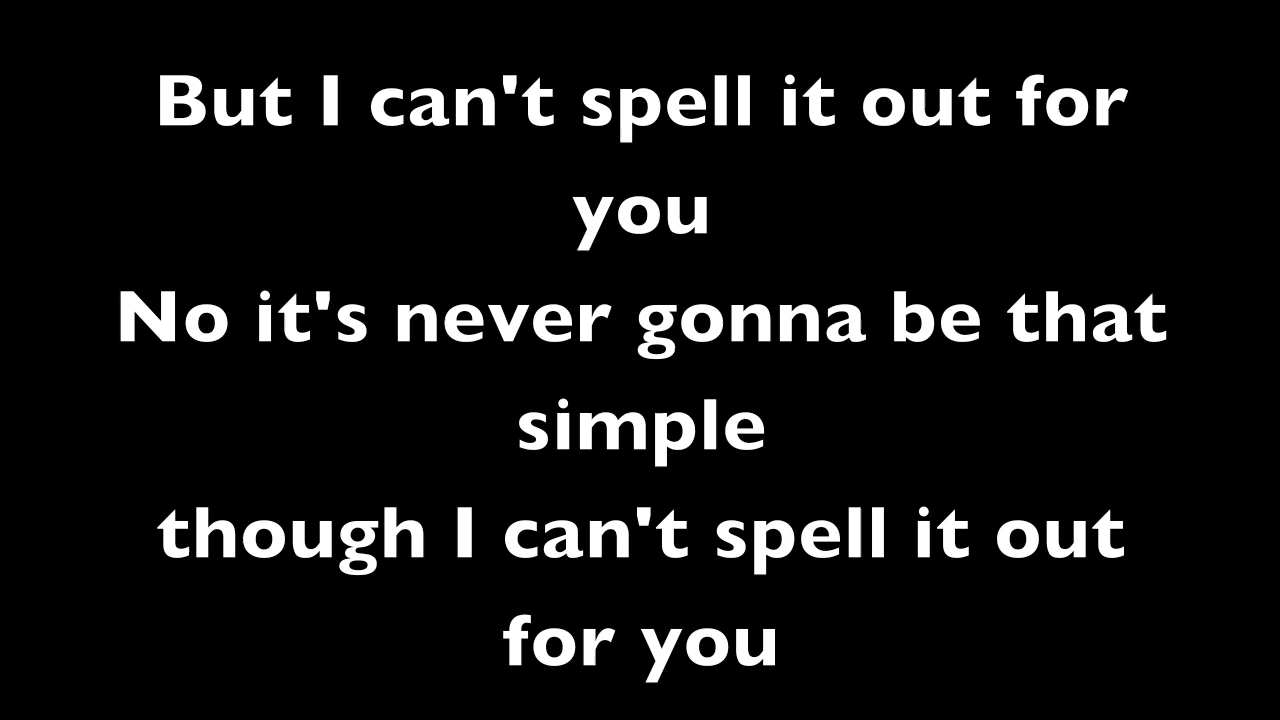 But I can't spell it out for
you
No it's never gonna be that
simple
though I can't spell it out
for you